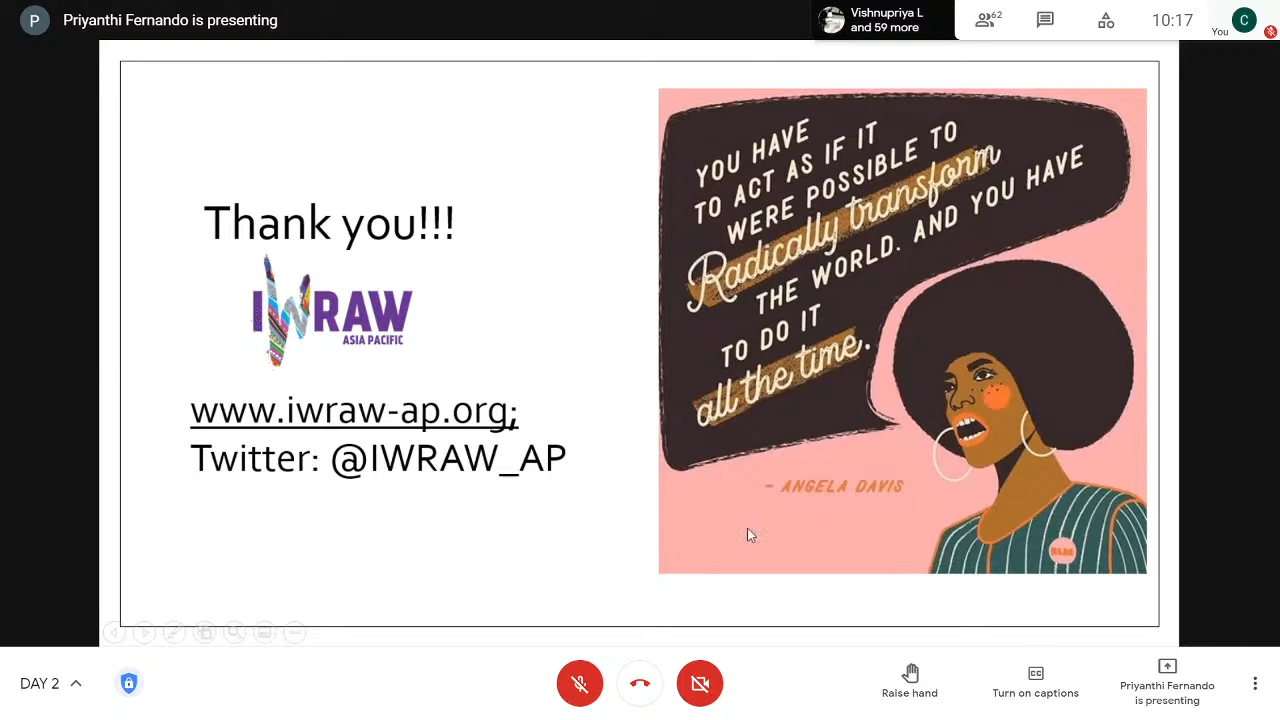 P
Priyanthi Fernando is presenting
Vishnupriya L
and 59 more
62
10:17
You
C
Thank you!!!
IWRAW
ASIA PACIFIC
www.iwraw-ap.org;
Twitter: @IWRAW_AP
YOU HAVE
TO ACT AS IF IT
WERE POSSIBLE TO
Radically transform
THE WORLD. AND YOU HAVE
TO DO IT
all the time.
- ANGELA DAVIS
BLM
DAY 2
Raise hand
CC
Turn on captions
Priyanthi Fernando
is presenting